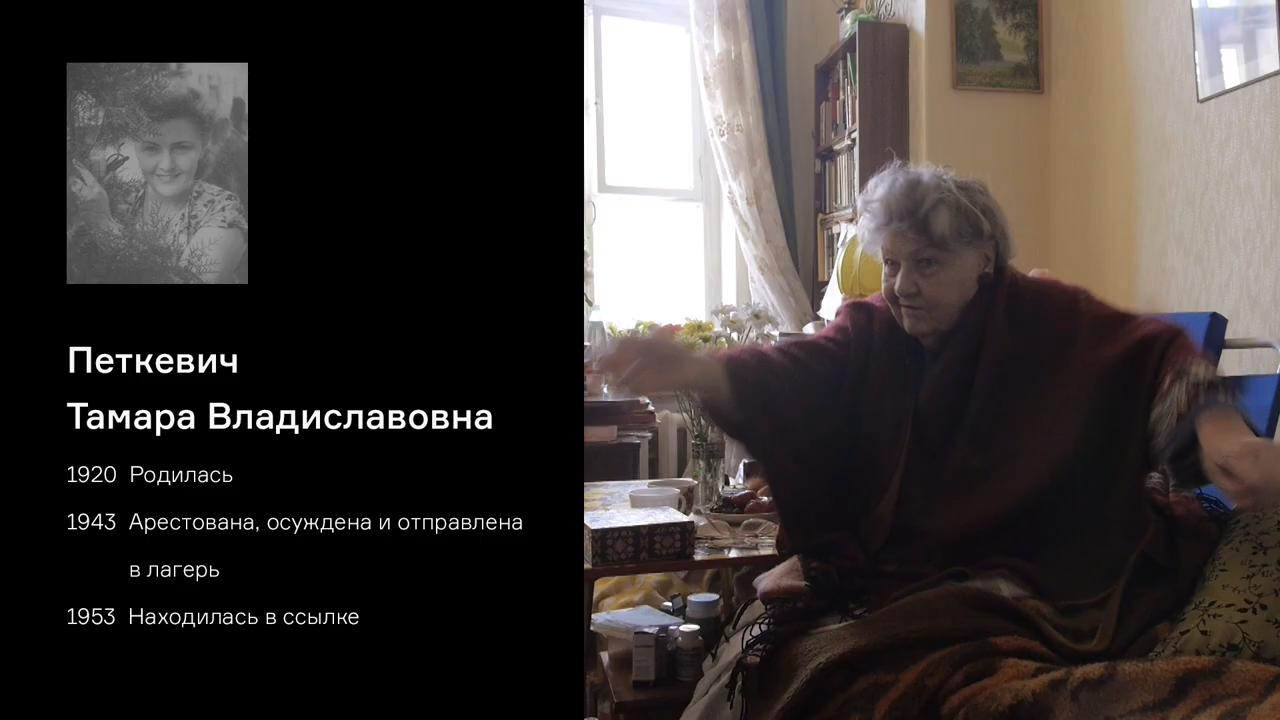 Петкевич
Тамара Владиславовна
1920 Родилась
1943 Арестована, осуждена и отправлена
в лагерь
1953 Находилась в ссылке